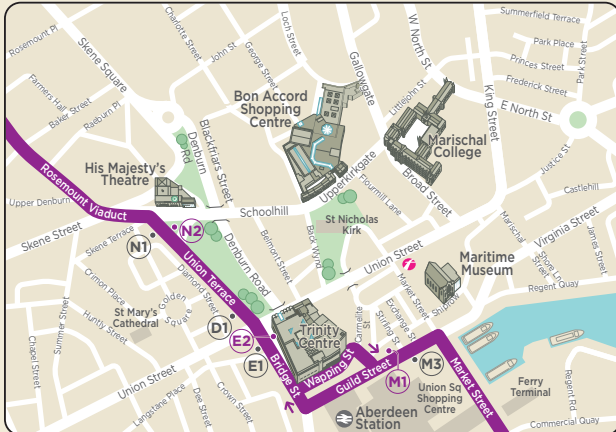 Rosemount Pl
Skene Square
Charlotte Street
John St
Loch Street
George Street
Gallowgate
W North St
Summerfield Terrace
Park Place
Park Street
Princes Street
Frederick Street
King Street
E North St
Littlejohn St
Farmers Hall
Baker Street
Raeburn Pl
Bon Accord
Shopping
Centre
Marischal
College
Denburn
Rd
Blackfriars Street
Upperkirkgate
Flourmill Lane
Broad Street
Justice St
Castlehill
His Majesty's
Theatre
Upper Denburn
Schoolhill
Rosemount Viaduct
Skene Street
Skene Terrace
N1
N2
St Nicholas
Kirk
Back Wynd
Belmont Street
Denburn Road
Union Terrace
Union Street
Virginia Street
Marischal
Street
Shore Ln
James Street
Regent Quay
Maritime
Museum
Market Street
Shiprow
Exchange St
Stirling St
Carmelite
St
Crimon Place
Diamond Street
Golden
Square
Huntly Street
St Mary's
Cathedral
Summer Street
Chapel Street
D1
E2
E1
Trinity
Centre
Bridge St
Wapping St
Guild Street
M1
M3
Market Street
Union Sq
Shopping
Centre
Ferry
Terminal
Regent Rd
Commercial Quay
Union Street
Langstane Place
Dee Street
Crown Street
Aberdeen
Station